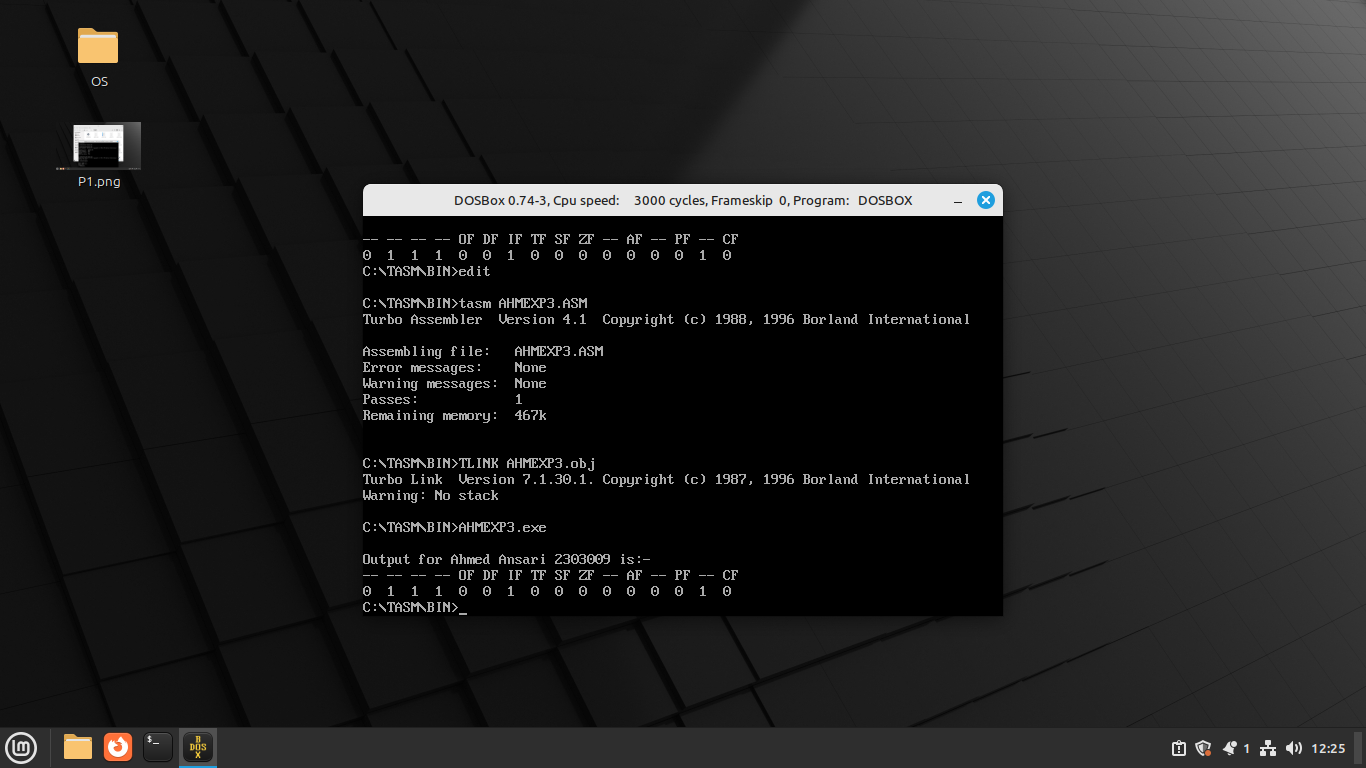 OS
P1.png
DOSBox 0.74-3, Cpu speed: 3000 cycles, Frameskip 0, Program: DOSBOX
-- -- -- -- OF DF IF TF SF ZF -- AF -- PF -- CF
0 1 1 1 0 0 1 0 0 0 0 0 0 0 1 0
C:\TASM\BIN>edit
C:\TASM\BIN>tasm AHMEXP3.ASM
Turbo Assembler Version 4.1 Copyright (c) 1988, 1996 Borland International
Assembling file: AHMEXP3.ASM
Error messages: None
Warning messages: None
Passes: 1
Remaining memory: 467k
C:\TASM\BIN>TLINK AHMEXP3.obj
Turbo Link Version 7.1.30.1. Copyright (c) 1987, 1996 Borland International
Warning: No stack
C:\TASM\BIN>AHMEXP3.exe
Output for Ahmed Ansari 2303009 is:-
-- -- -- -- OF DF IF TF SF ZF -- AF -- PF -- CF
0 1 1 1 0 0 1 0 0 0 0 0 0 0 1 0
C:\TASM\BIN>_
$_
B
DOS
X
1
12:25